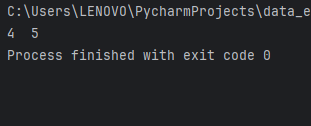 C:\Users\LENOVO\PycharmProjects\data_e
4  5
Process finished with exit code 0